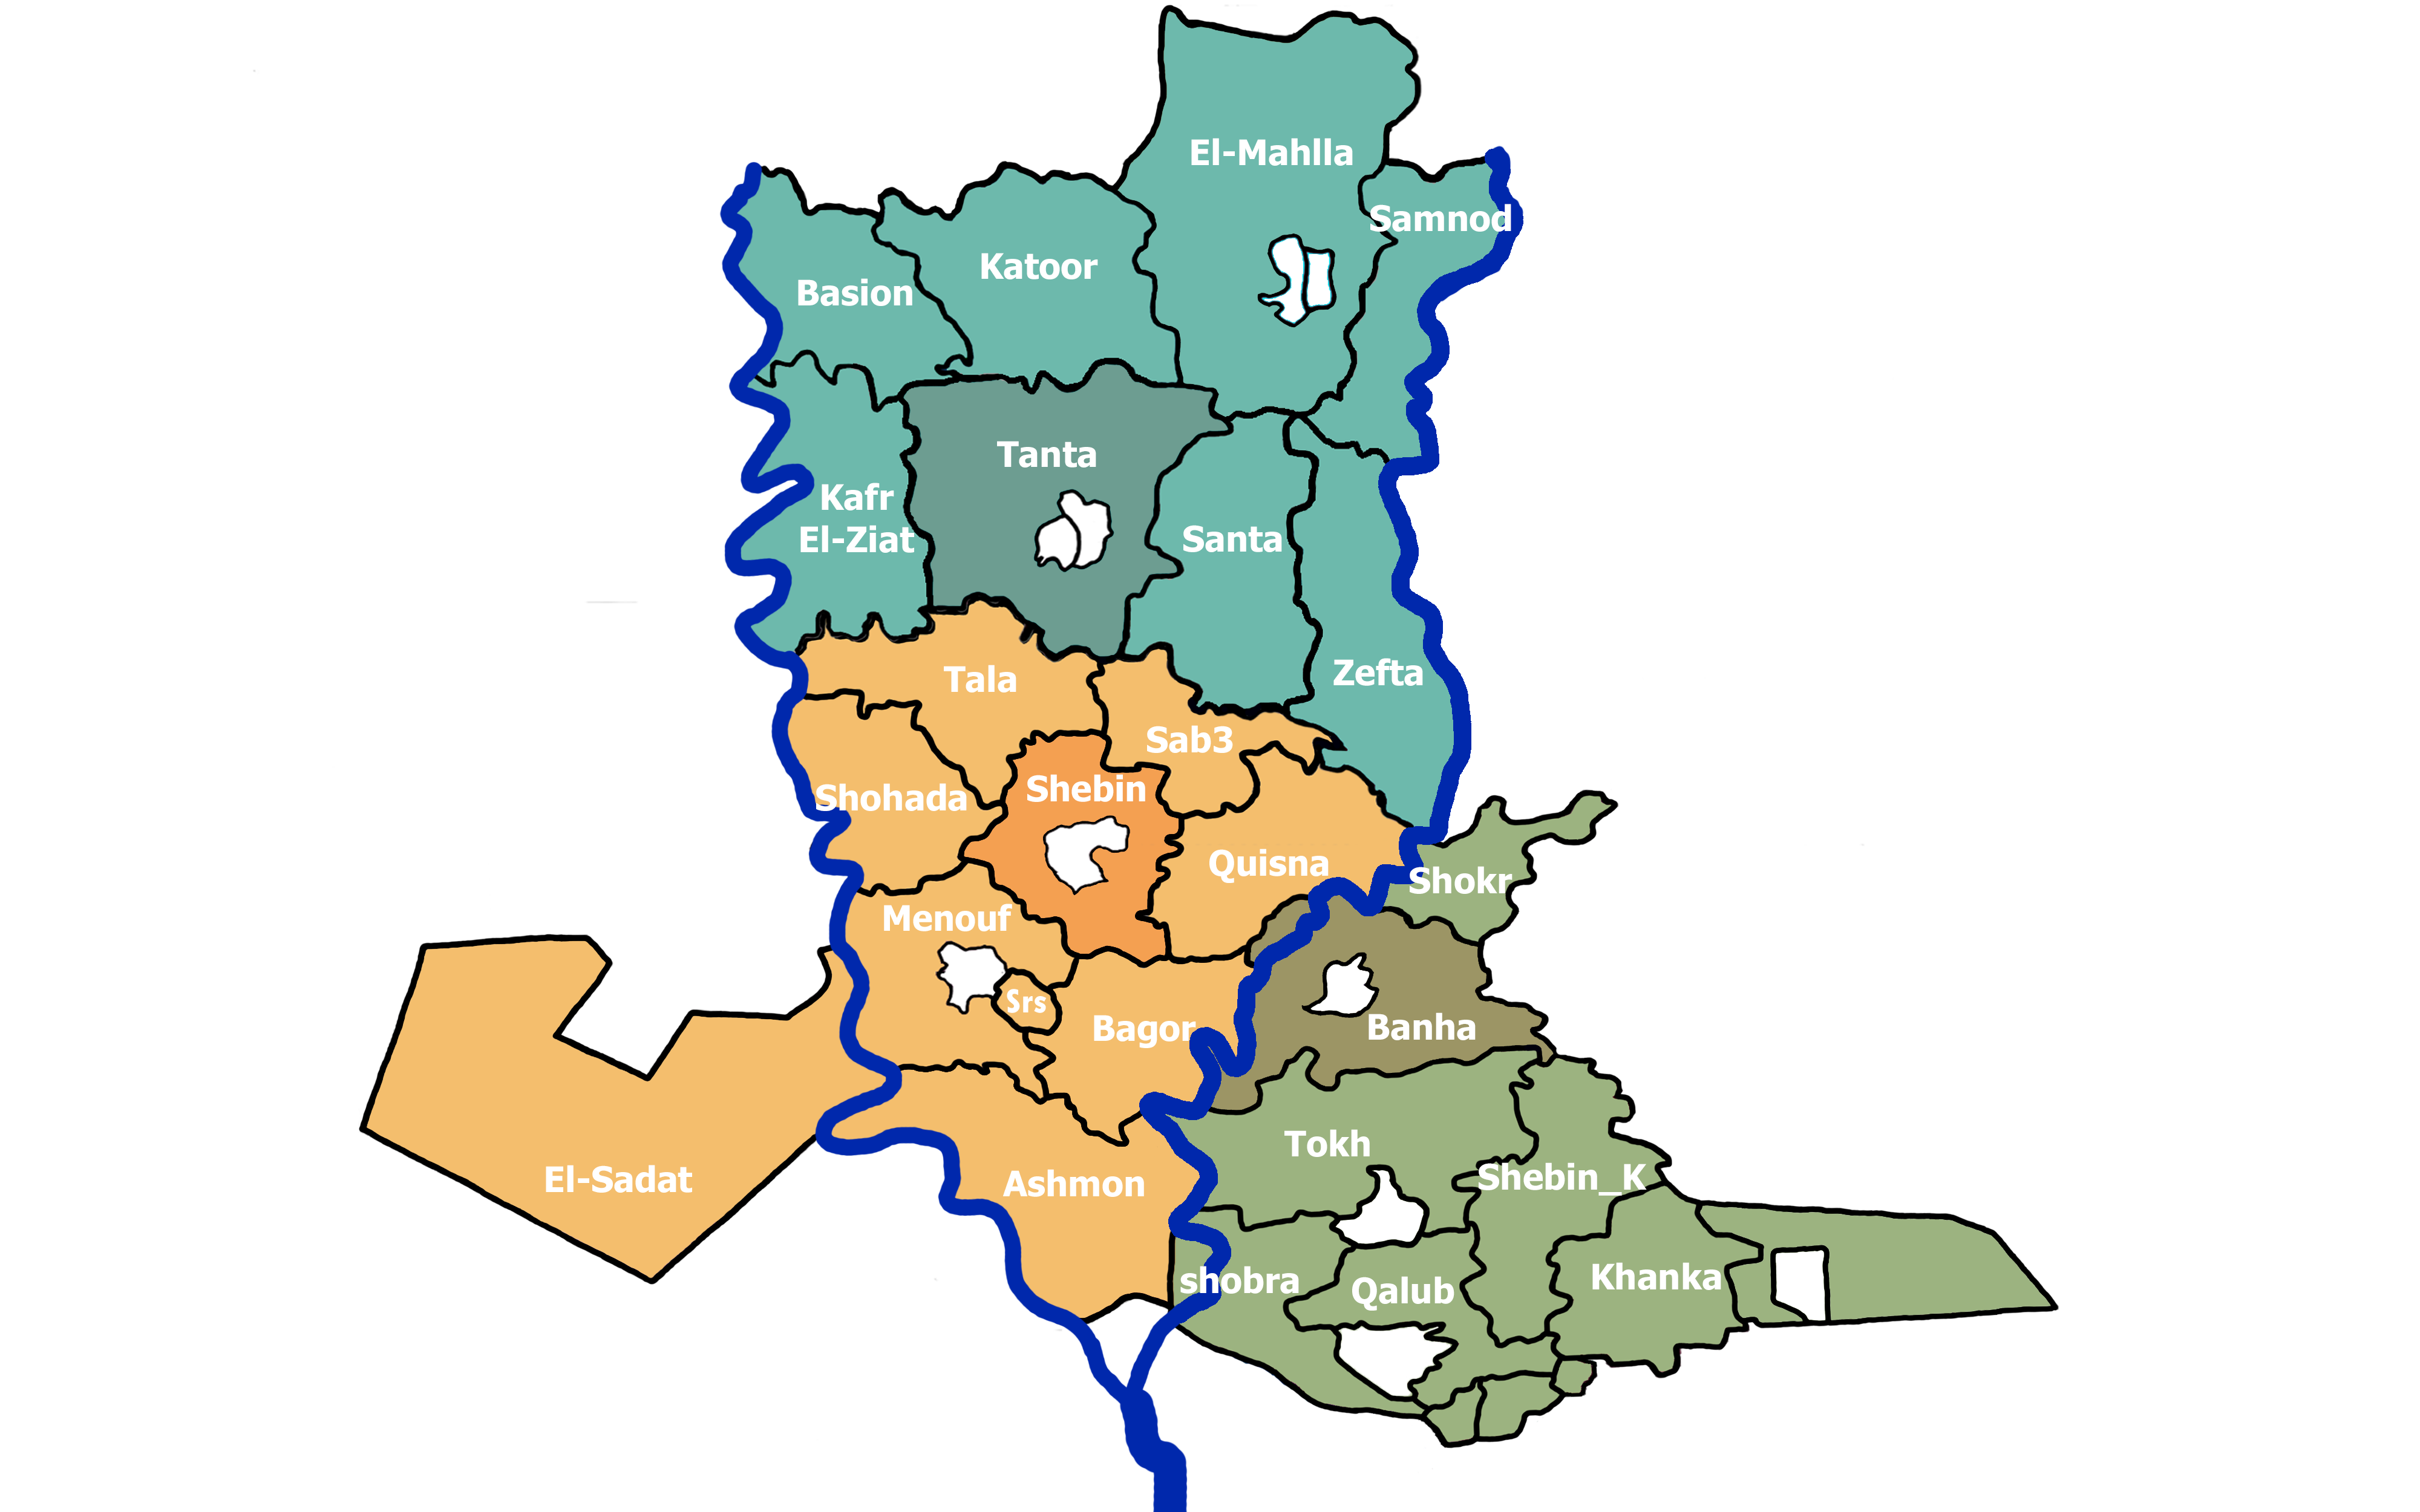 El-Mahlla
Samnod
Katoor
Basion
Tanta
Kafr
El-Ziat
Santa
Zefta
Tala
Sab3
Shebin
Shohada
Quisna
Shokr
Menouf
Srs
Bagor
Banha
Tokh
Shebin_K
El-Sadat
Ashmon
shobra
Qalub
Khanka